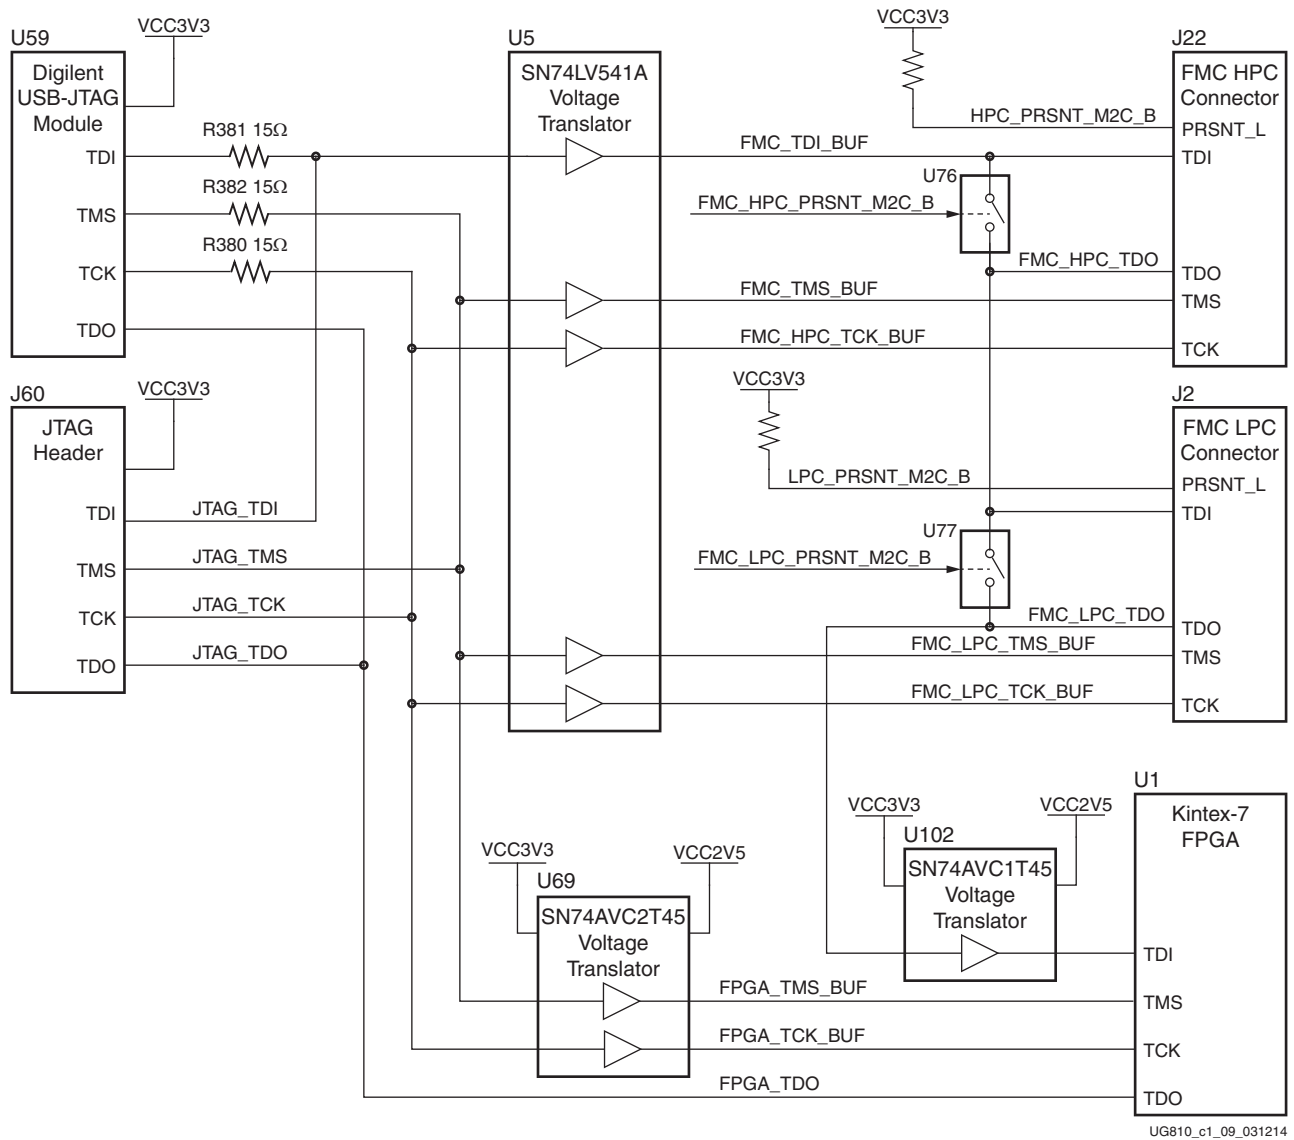 U59
VCC3V3
Digilent
USB-JTAG
Module
TDI
TMS
TCK
TDO
R381 15Ω
R382 15Ω
R380 15Ω
J60
VCC3V3
JTAG
Header
TDI
TMS
TCK
TDO
JTAG_TDI
JTAG_TMS
JTAG_TCK
JTAG_TDO
U5
SN74LV541A
Voltage
Translator
VCC3V3
HPC_PRSNT_M2C_B
FMC_TDI_BUF
U76
FMC_HPC_PRSNT_M2C_B
FMC_HPC_TDO
FMC_TMS_BUF
FMC_HPC_TCK_BUF
J22
FMC HPC
Connector
PRSNT_L
TDI
TDO
TMS
TCK
VCC3V3
LPC_PRSNT_M2C_B
U77
FMC_LPC_PRSNT_M2C_B
FMC_LPC_TDO
FMC_LPC_TMS_BUF
FMC_LPC_TCK_BUF
J2
FMC LPC
Connector
PRSNT_L
TDI
TDO
TMS
TCK
VCC3V3
VCC2V5
U69
SN74AVC2T45
Voltage
Translator
VCC3V3
VCC2V5
U102
SN74AVC1T45
Voltage
Translator
FPGA_TMS_BUF
FPGA_TCK_BUF
FPGA_TDO
U1
Kintex-7
FPGA
TDI
TMS
TCK
TDO
UG810_c1_09_031214